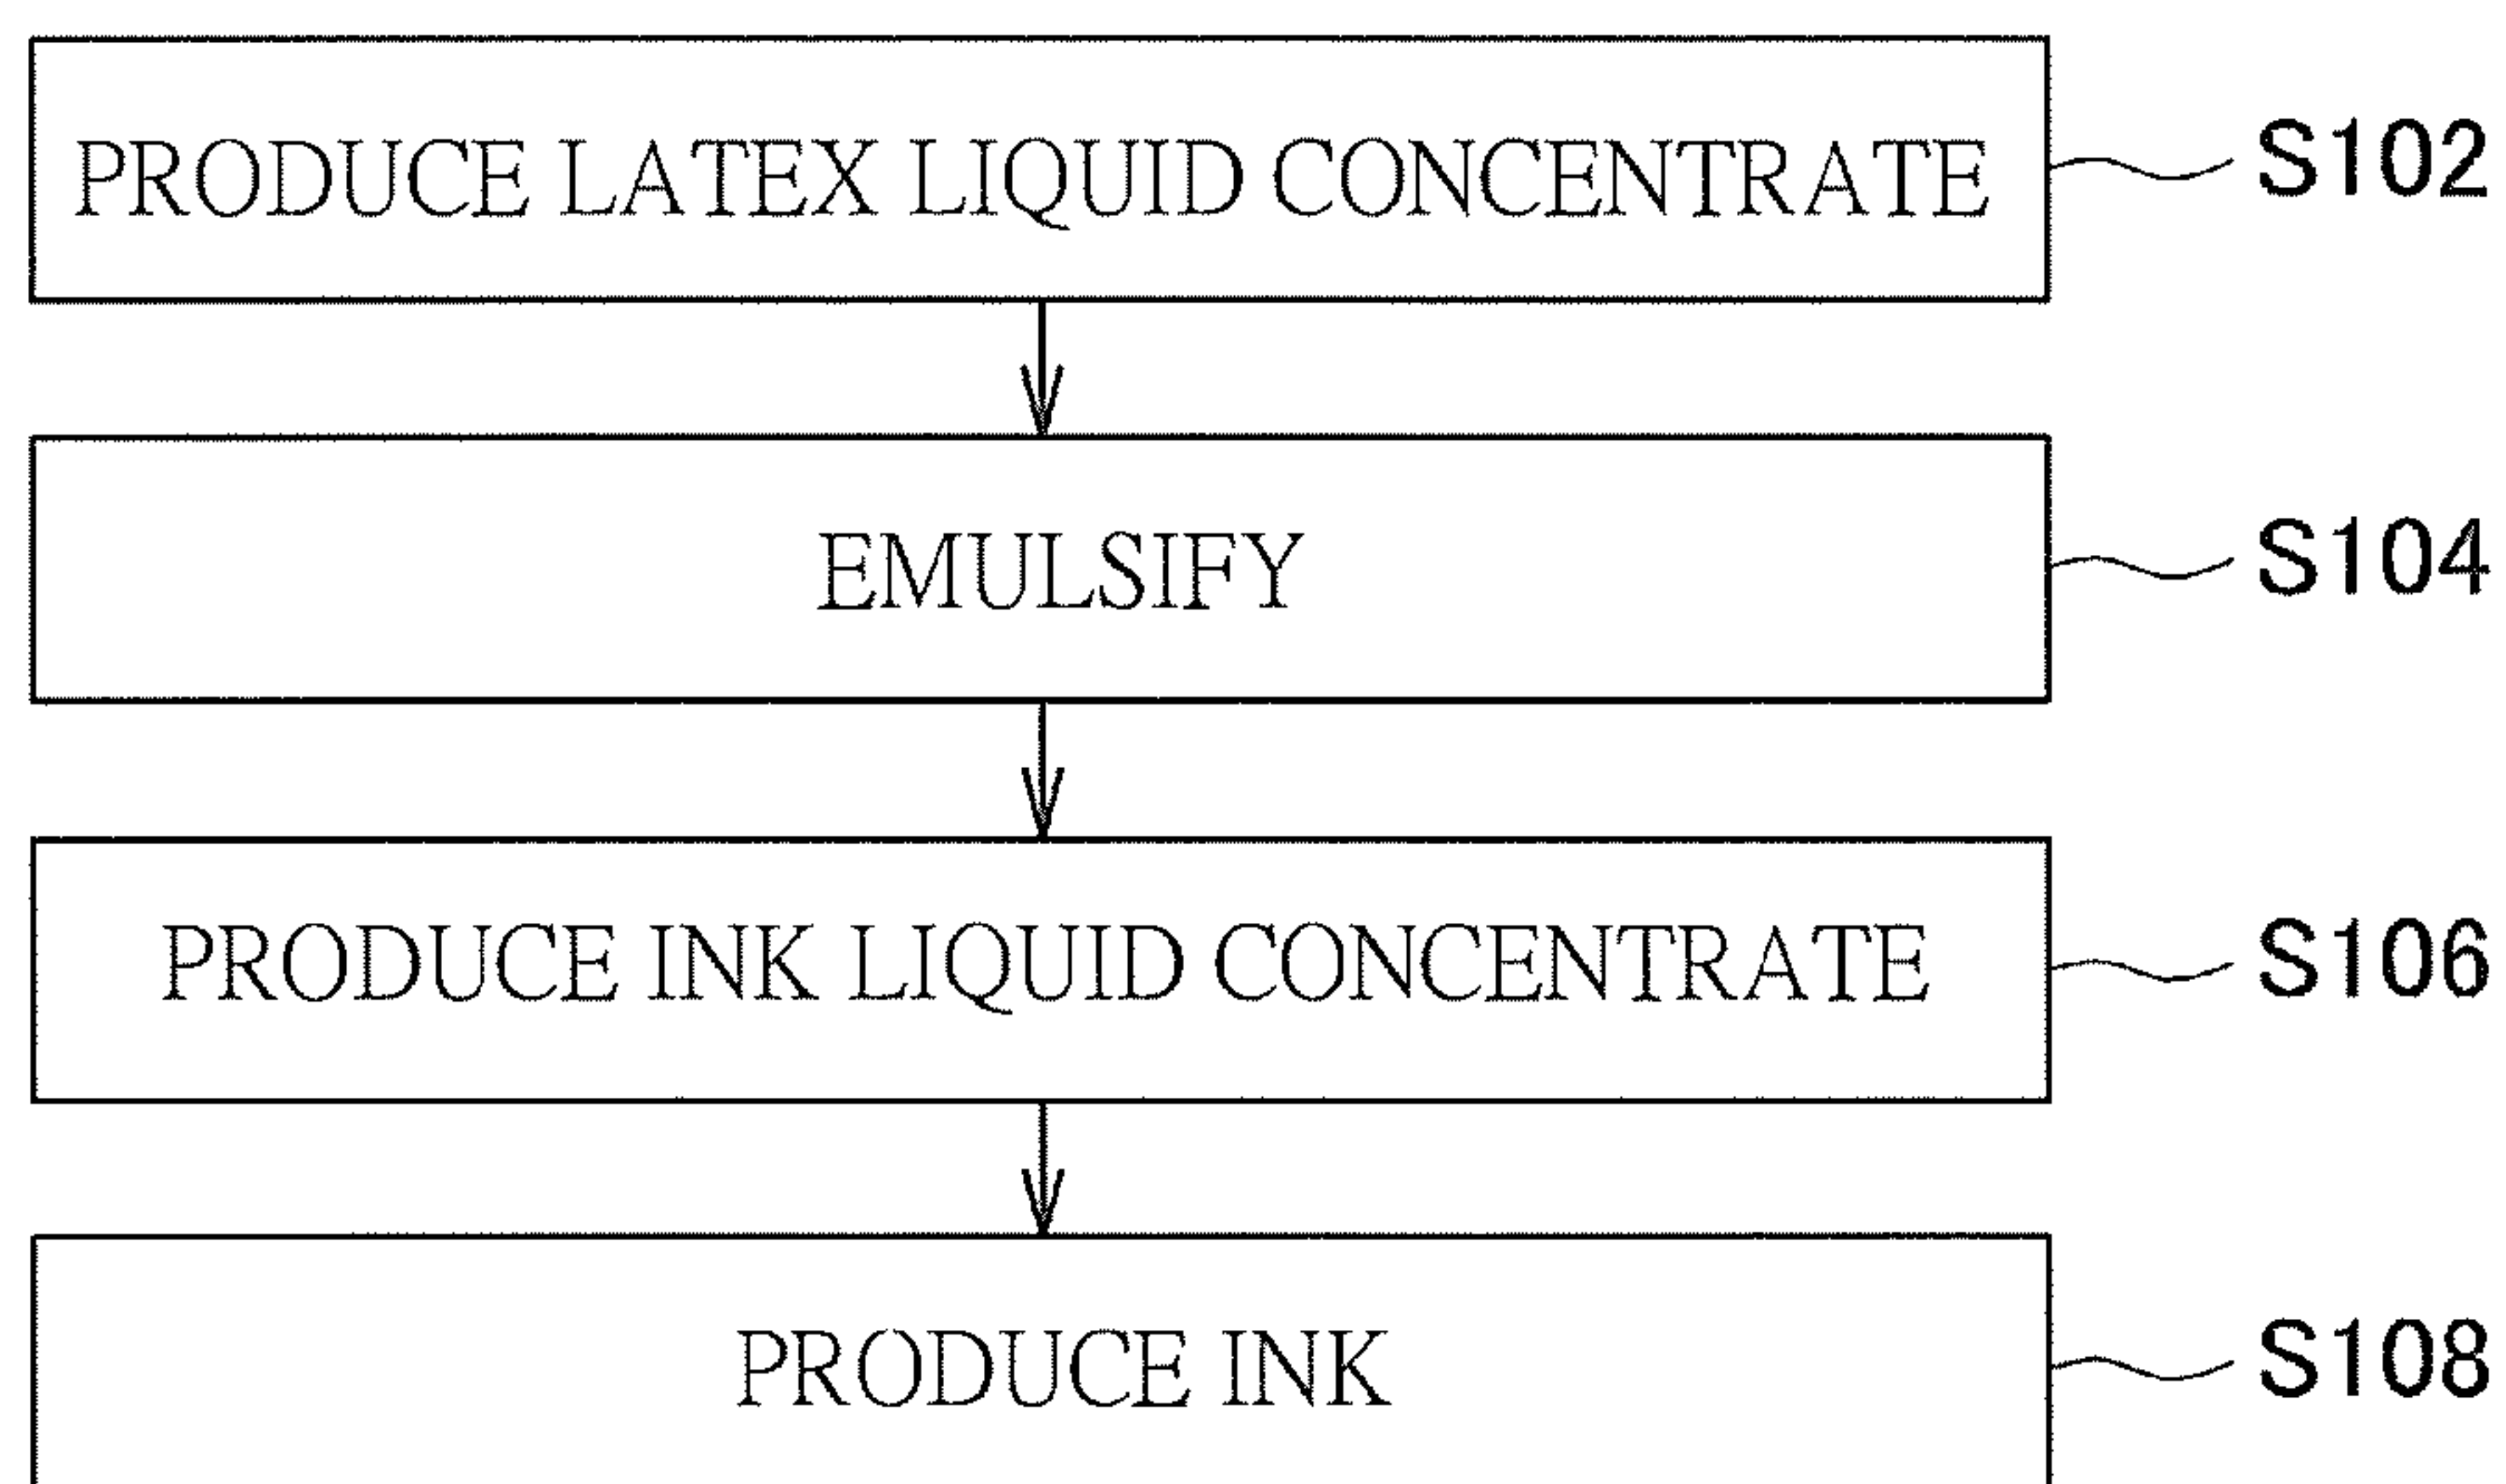 PRODUCE LATEX LIQUID CONCENTRATE S102
EMULSIFY S104
PRODUCE INK LIQUID CONCENTRATE S106
PRODUCE INK S108